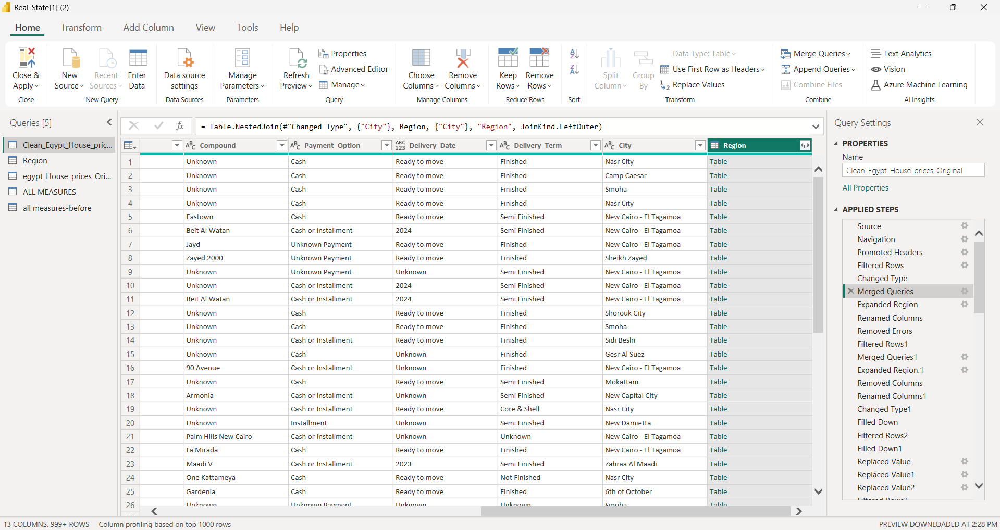 Real_State[1] (2)
Home Transform Add Column View Tools Help
Close & Apply
Close
New Source
Recent Sources
Enter Data
New Query
Data source settings
Data Sources
Manage Parameters
Parameters
Refresh Preview
Properties
Advanced Editor
Manage
Query
Choose Columns
Remove Columns
Manage Columns
Keep Rows
Remove Rows
Reduce Rows
Sort
Split Column
Group By
Data Type: Table
Use First Row as Headers
Replace Values
Transform
Merge Queries
Append Queries
Combine Files
Combine
Text Analytics
Vision
Azure Machine Learning
AI Insights
Queries [5]
Clean_Egypt_House_pric...
Region
egypt_House_prices_Ori...
ALL MEASURES
all measures-before
fx
= Table.NestedJoin(#"Changed Type", {"City"}, Region, {"City"}, "Region", JoinKind.LeftOuter)
Compound Payment_Option Delivery_Date Delivery_Term City Region
1 Unknown Cash Ready to move Finished Nasr City Table
2 Unknown Cash Ready to move Finished Camp Caesar Table
3 Unknown Cash Ready to move Finished Smoha Table
4 Unknown Cash Ready to move Finished Nasr City Table
5 Eastown Cash Ready to move Semi Finished New Cairo - El Tagamoa Table
6 Beit Al Watan Cash or Installment 2024 Semi Finished New Cairo - El Tagamoa Table
7 Jayd Unknown Payment Ready to move Finished New Cairo - El Tagamoa Table
8 Zayed 2000 Unknown Payment Ready to move Finished Sheikh Zayed Table
9 Unknown Unknown Payment Unknown Semi Finished New Cairo - El Tagamoa Table
10 Unknown Cash or Installment 2024 Semi Finished New Cairo - El Tagamoa Table
11 Beit Al Watan Cash or Installment 2024 Semi Finished New Cairo - El Tagamoa Table
12 Unknown Cash Ready to move Finished Shorouk City Table
13 Unknown Cash Ready to move Finished Smoha Table
14 Unknown Cash or Installment Ready to move Finished Sidi Beshr Table
15 Unknown Cash Unknown Finished Gesr Al Suez Table
16 90 Avenue Cash or Installment Unknown Finished New Cairo - El Tagamoa Table
17 Unknown Cash Ready to move Semi Finished Mokattam Table
18 Armonia Cash or Installment Unknown Semi Finished New Capital City Table
19 Unknown Cash or Installment Ready to move Core & Shell Nasr City Table
20 Unknown Installment Unknown Semi Finished New Damietta Table
21 Palm Hills New Cairo Cash or Installment Unknown Unknown New Cairo - El Tagamoa Table
22 La Mirada Cash Ready to move Finished New Cairo - El Tagamoa Table
23 Maadi V Cash or Installment 2023 Semi Finished Zahraa Al Maadi Table
24 One Kattameya Cash Ready to move Not Finished Nasr City Table
25 Gardenia Cash Ready to move Finished 6th of October Table
26 Unknown Unknown Payment Unknown Unknown Smoha Table
Query Settings
PROPERTIES
Name
Clean_Egypt_House_prices_Original
All Properties
APPLIED STEPS
Source
Navigation
Promoted Headers
Filtered Rows
Changed Type
Merged Queries
Expanded Region
Renamed Columns
Removed Errors
Filtered Rows1
Merged Queries1
Expanded Region.1
Removed Columns
Renamed Columns1
Changed Type1
Filled Down
Filtered Rows2
Filled Down1
Replaced Value
Replaced Value1
Replaced Value2
13 COLUMNS, 999+ ROWS Column profiling based on top 1000 rows
PREVIEW DOWNLOADED AT 2:28 PM